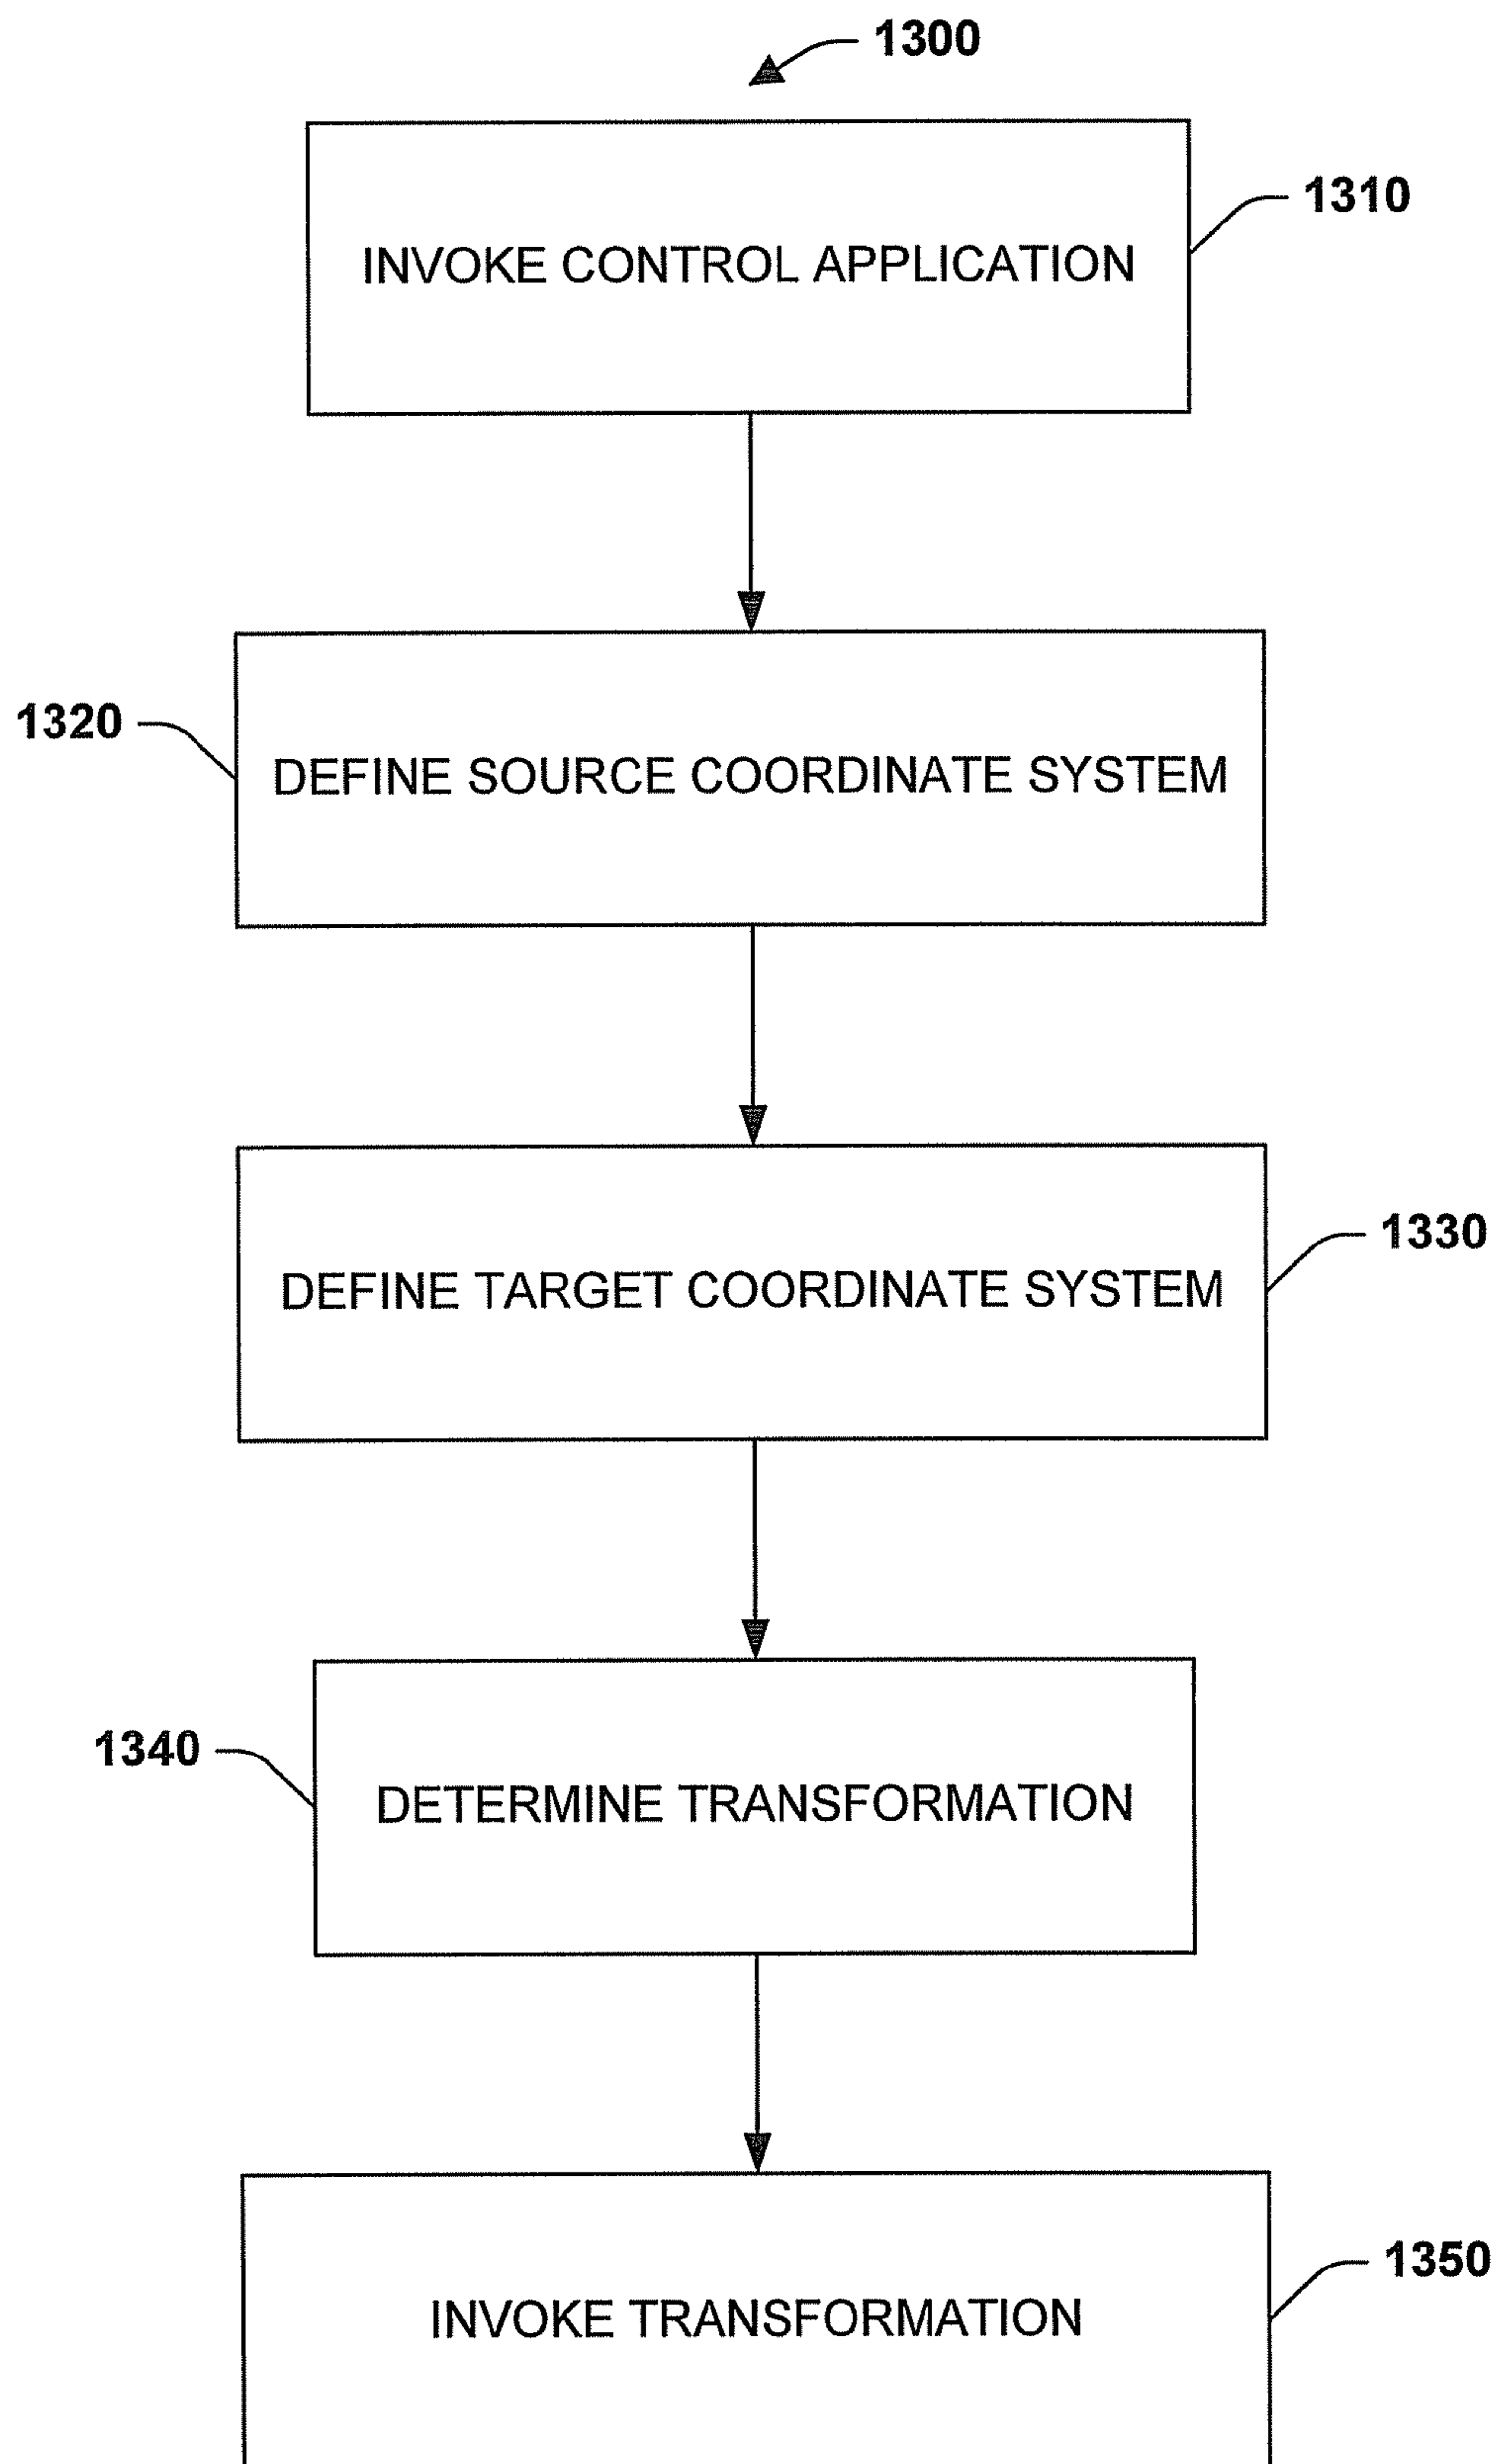 1300
1310
INVOKE CONTROL APPLICATION
1320
DEFINE SOURCE COORDINATE SYSTEM
1330
DEFINE TARGET COORDINATE SYSTEM
1340
DETERMINE TRANSFORMATION
1350
INVOKE TRANSFORMATION